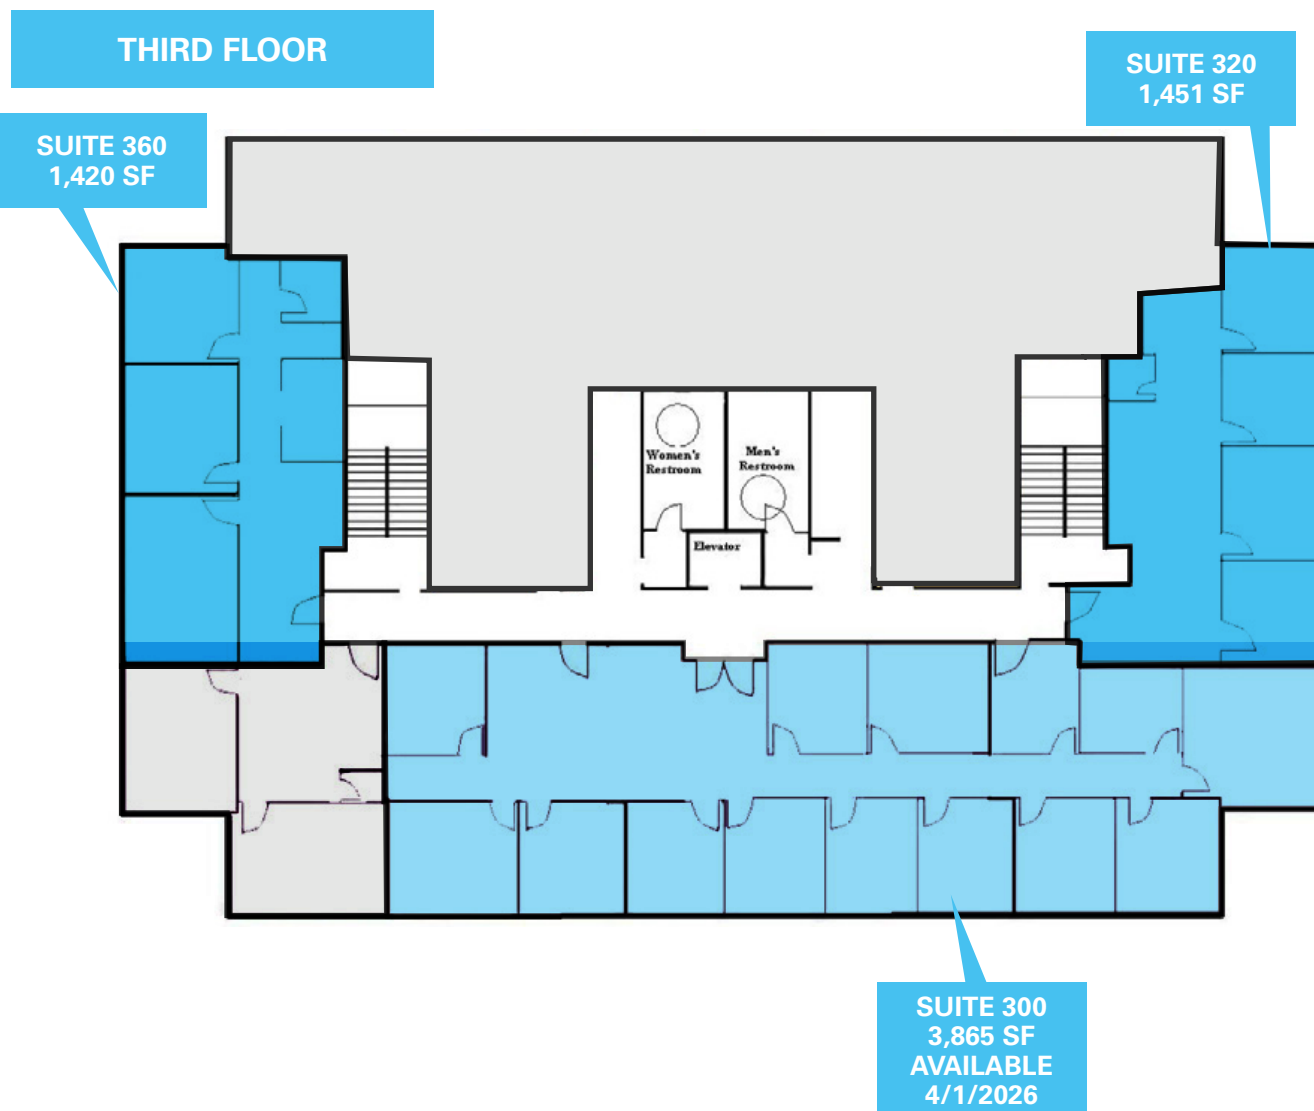 THIRD FLOOR
SUITE 320
1,451 SF
SUITE 360
1,420 SF
Women's
Restroom
Men's
Restroom
Elevator
SUITE 300
3,865 SF
AVAILABLE
4/1/2026